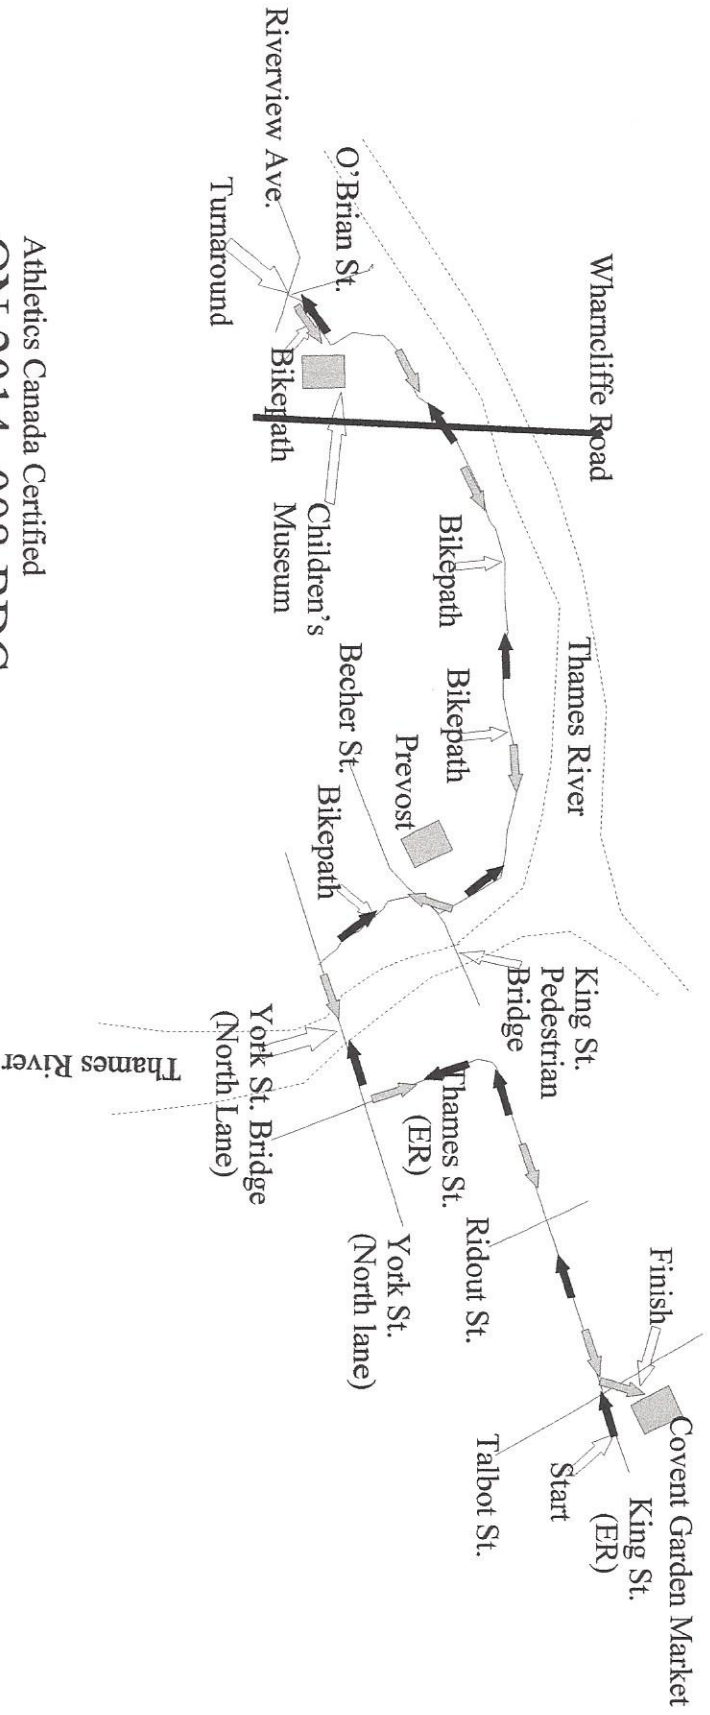 Wharncliffe Road
Thames River
O'Brian St.
Riverview Ave.
Turnaround
Bikepath
Children's
Museum
Bikepath
Bikepath
Prevost
Becher St.
Bikepath
King St.
Pedestrian
Bridge
Thames River
York St. Bridge
(North Lane)
Thames St.
(ER)
York St.
(North lane)
Ridout St.
Finish
Talbot St.
Start
King St.
(ER)
Covent Garden Market
Athletics Canada Certified